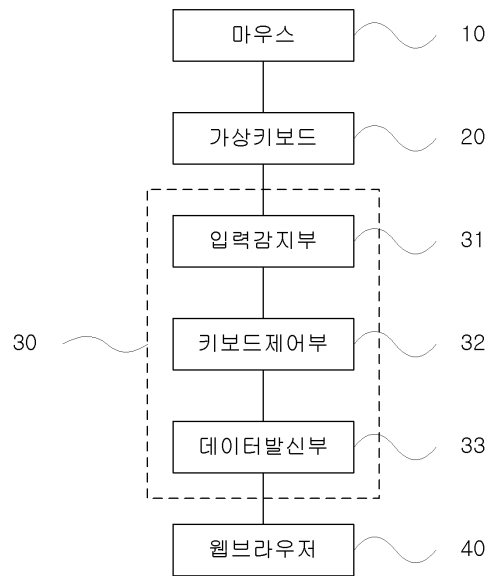 마우스 10
가상키보드 20
입력감지부 31
30 키보드제어부 32
데이터발신부 33
웹브라우저 40